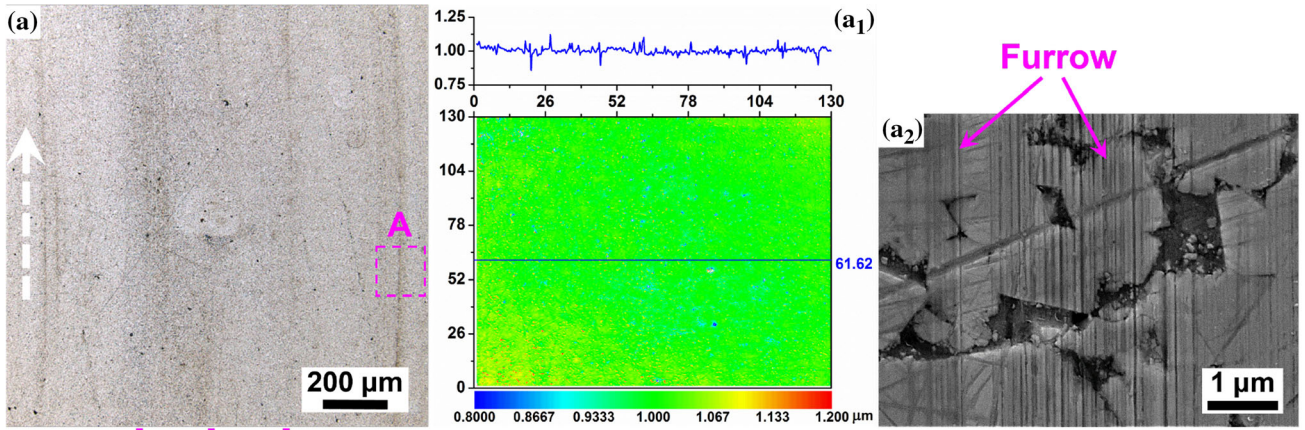 (a)
A
200 μm
(a₁)
1.25
1.00
0.75
0 26 52 78 104 130
130
104
78
52
26
0
61.62
0.8000 0.8667 0.9333 1.000 1.067 1.133 1.200 μm
Furrow
(a₂)
1 μm